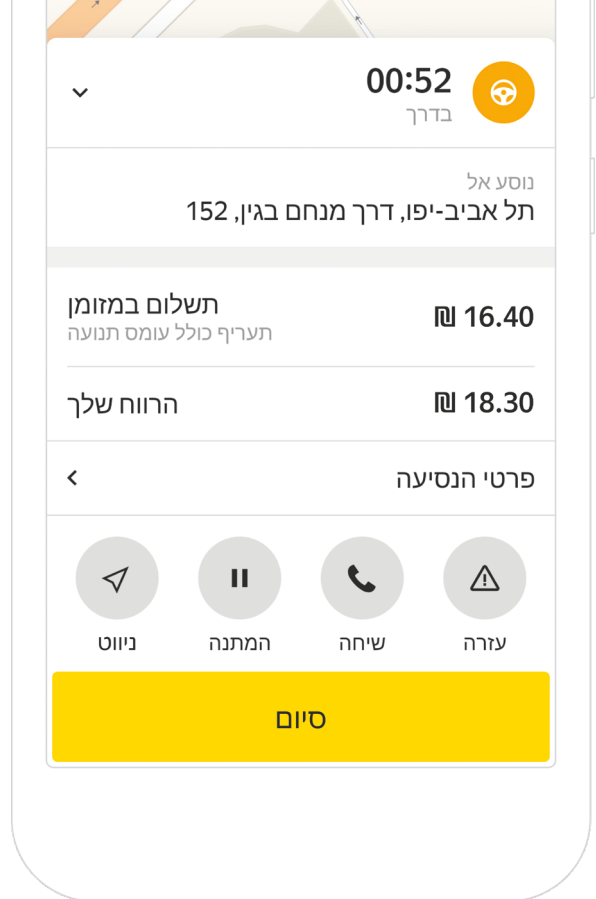 00:52
בדרך
נוסע אל
תל אביב-יפו, דרך מנחם בגין, 152
₪ 16.40
תשלום במזומן
תעריף כולל עומס תנועה
₪ 18.30
הרווח שלך
פרטי הנסיעה
עזרה
שיחה
המתנה
ניווט
סיום